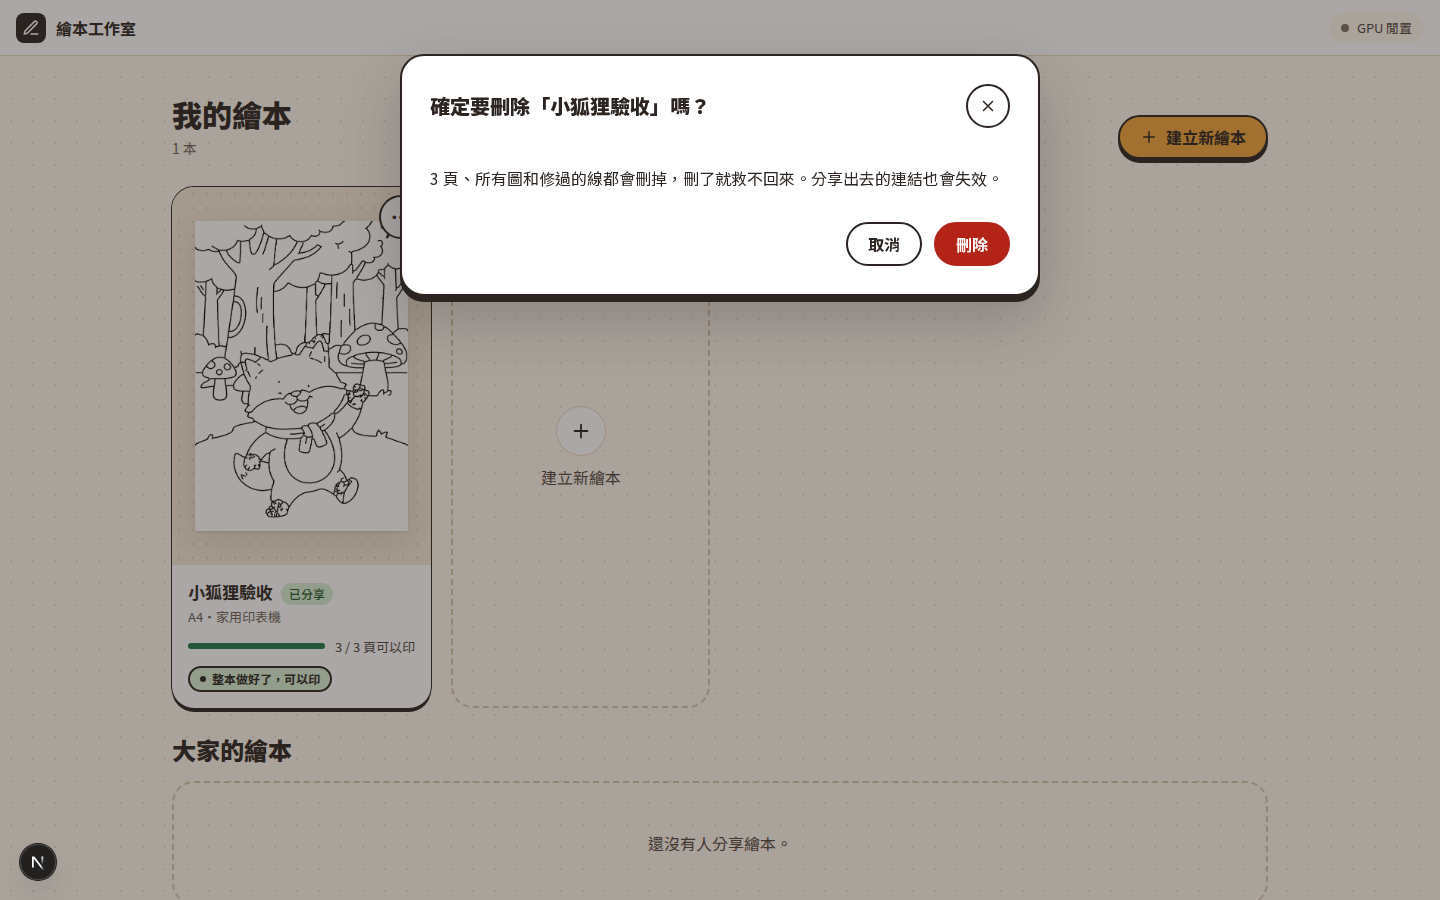 繪本工作室
GPU 閒置
我的繪本
1 本
建立新繪本
確定要刪除「小狐狸驗收」嗎？
3 頁、所有圖和修過的線都會刪掉，刪了就救不回來。分享出去的連結也會失效。
取消
刪除
建立新繪本
小狐狸驗收
已分享
A4・家用印表機
3 / 3 頁可以印
整本做好了，可以印
大家的繪本
還沒有人分享繪本。
N